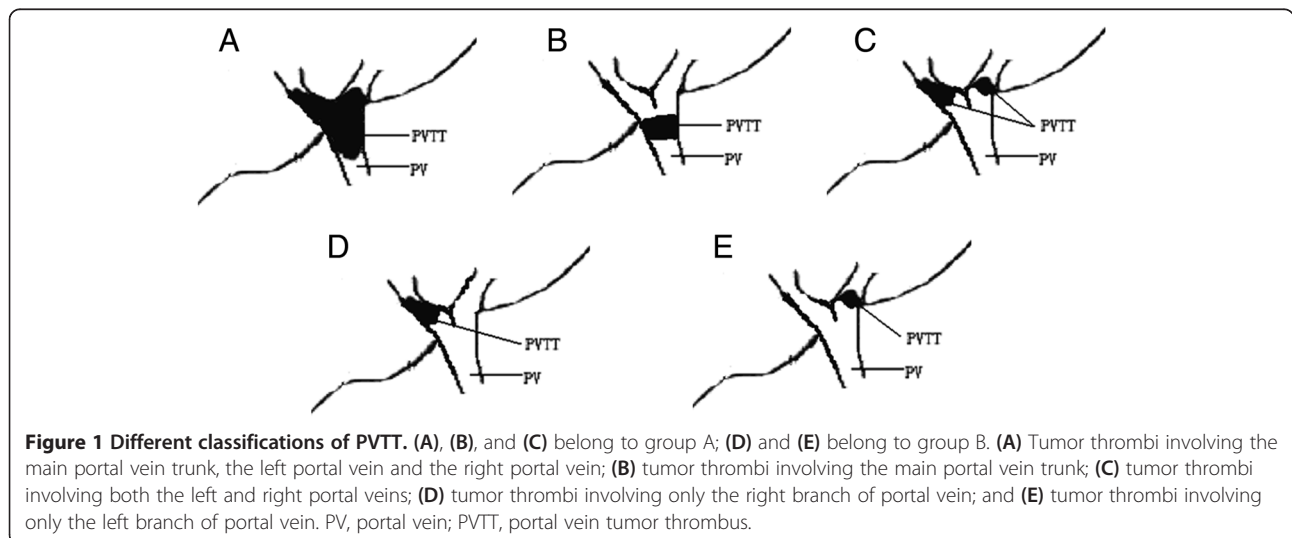 A
B
C
PVTT
PV
PVTT
PV
PVTT
PV
D
E
PVTT
PV
PVTT
PV
Figure 1 Different classifications of PVTT. (A), (B), and (C) belong to group A; (D) and (E) belong to group B. (A) Tumor thrombi involving the
main portal vein trunk, the left portal vein and the right portal vein; (B) tumor thrombi involving the main portal vein trunk; (C) tumor thrombi
involving both the left and right portal veins; (D) tumor thrombi involving only the right branch of portal vein; and (E) tumor thrombi involving
only the left branch of portal vein. PV, portal vein; PVTT, portal vein tumor thrombus.